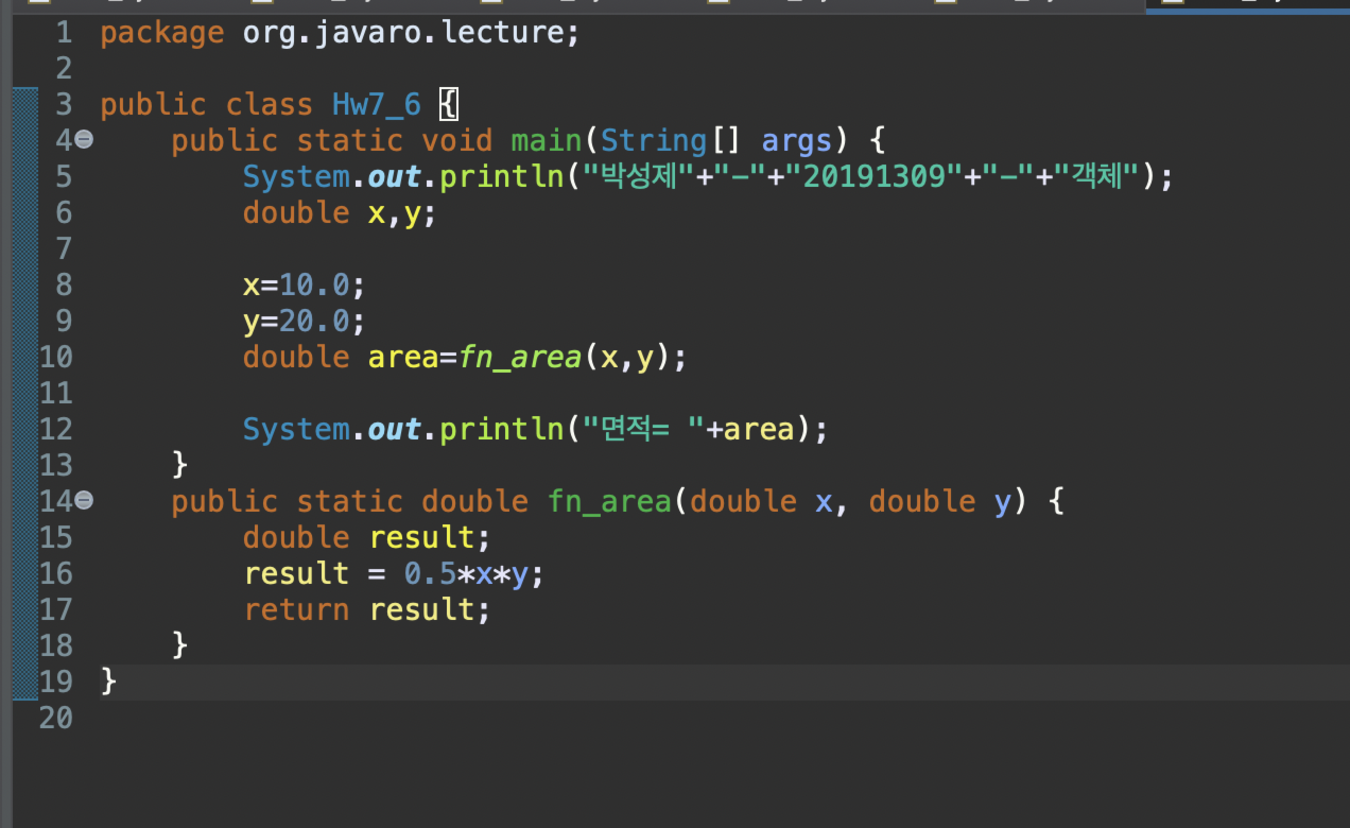 1 package org.javaro.lecture;
2
3 public class Hw7_6 {
4 public static void main(String[] args) {
5 System.out.println("박성제"+"-"+"20191309"+"-"+"객체");
6 double x,y;
7
8 x=10.0;
9 y=20.0;
10 double area=fn_area(x,y);
11
12 System.out.println("면적= "+area);
13 }
14 public static double fn_area(double x, double y) {
15 double result;
16 result = 0.5*x*y;
17 return result;
18 }
19 }
20